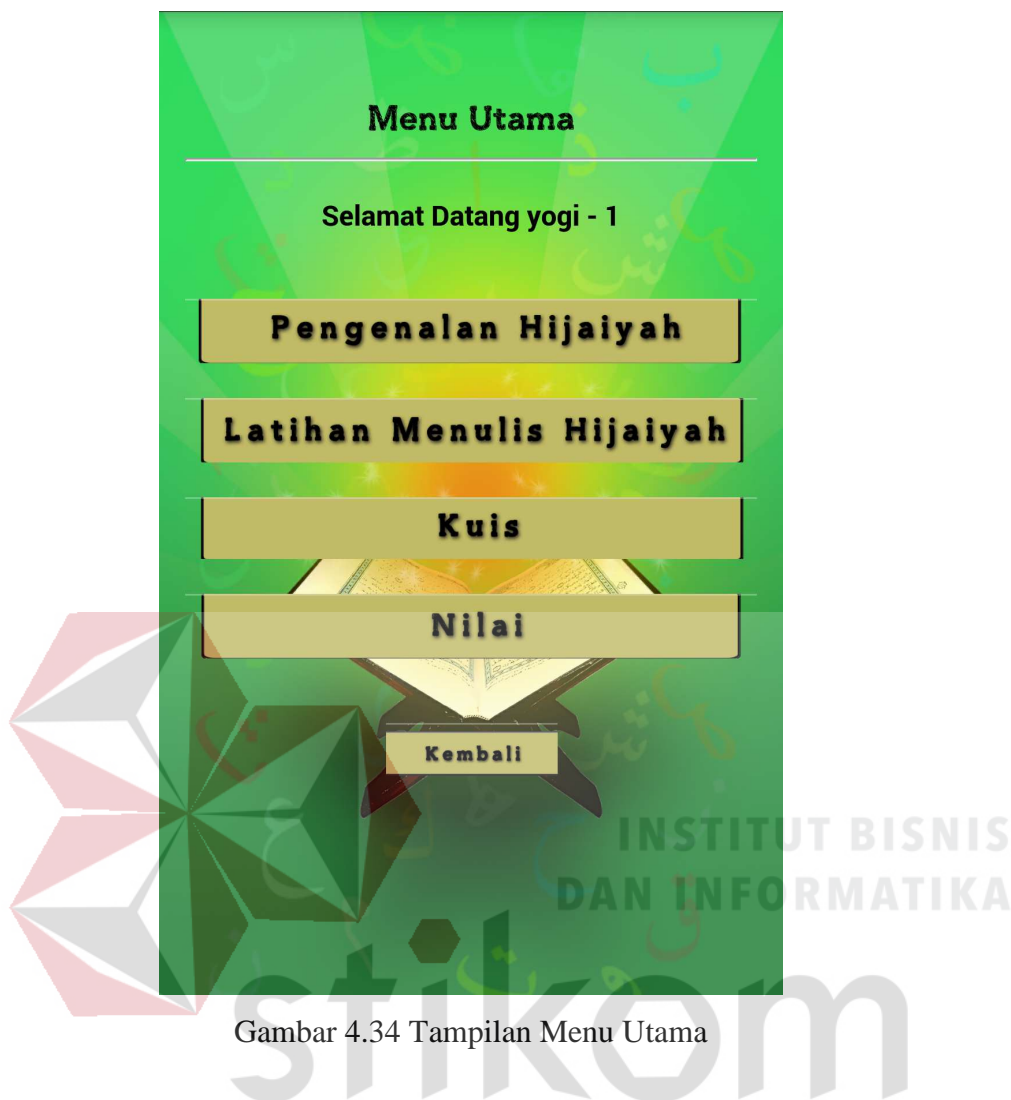 Menu Utama
Selamat Datang yogi - 1
Pengenalan Hijaiyah
Latihan Menulis Hijaiyah
Kuis
Nilai
Kembali
INSTITUT BISNIS
DAN INFORMATIKA
stikom
Gambar 4.34 Tampilan Menu Utama